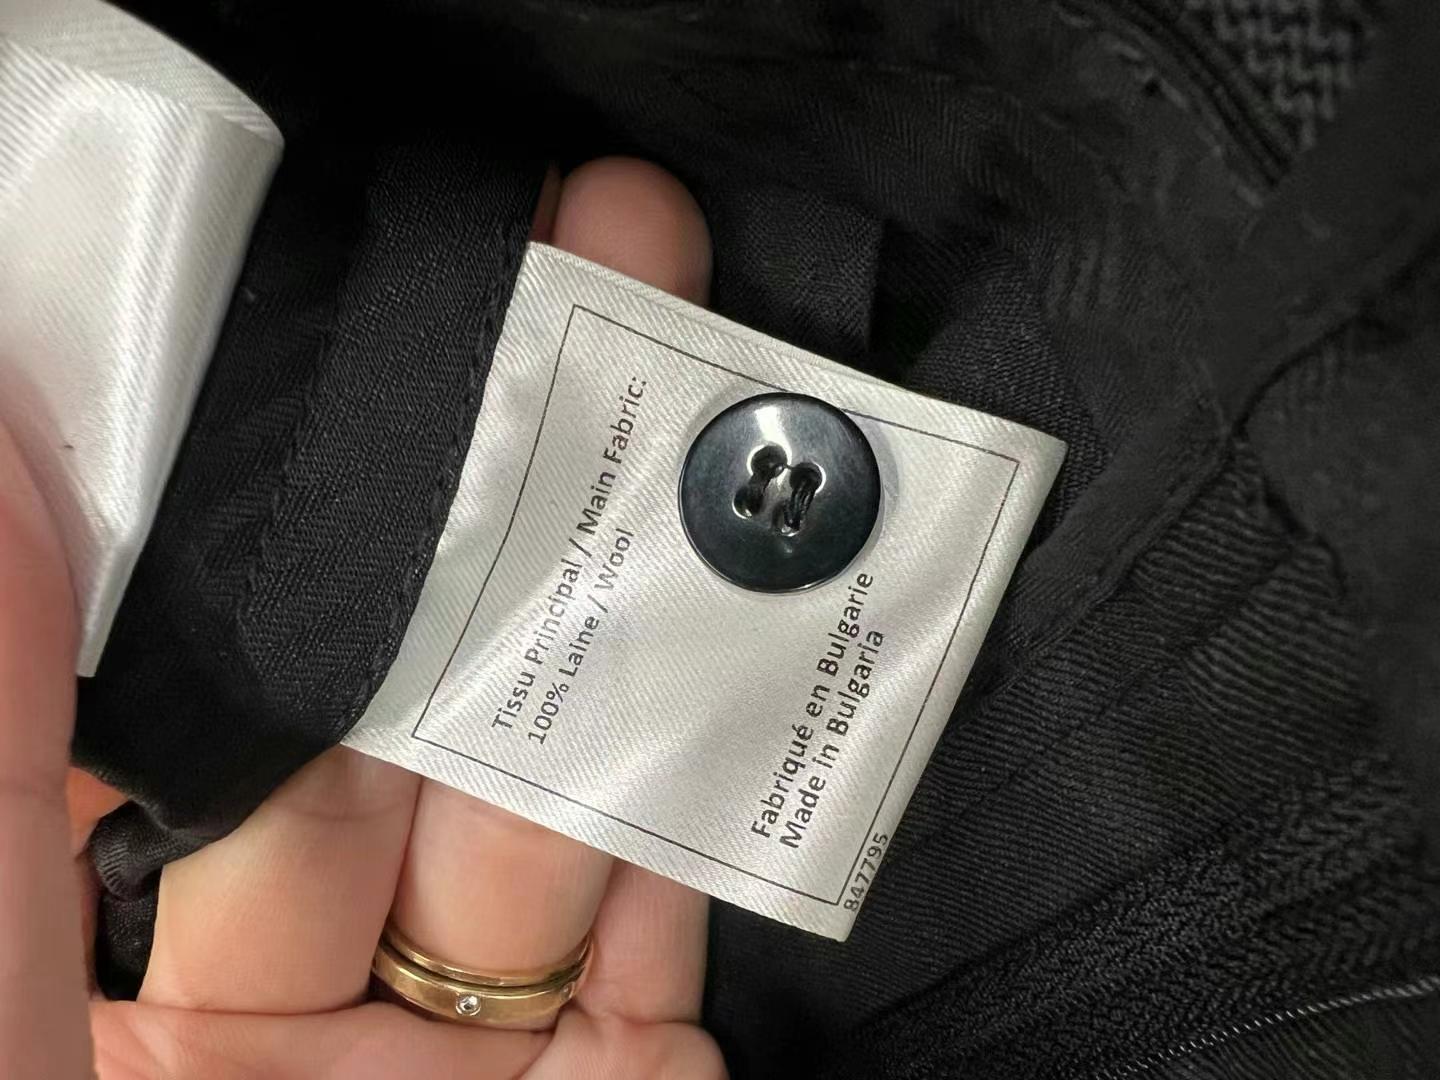 Tissu Principal / Main Fabric:
100% Laine / Wool
Fabriqué en Bulgarie
Made in Bulgaria
847795